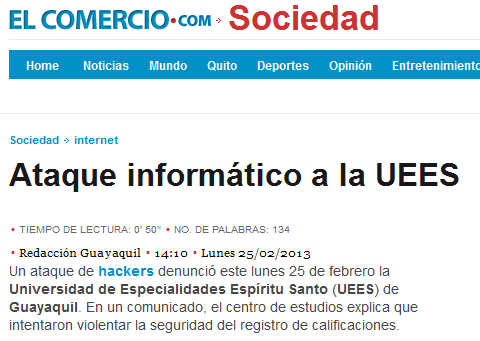 EL COMERCIO•COM Sociedad
Home Noticias Mundo Quito Deportes Opinión Entretenimiento
Sociedad internet
Ataque informático a la UEES
• TIEMPO DE LECTURA: 0' 50'' • NO. DE PALABRAS: 134
• Redacción Guayaquil • 14:10 • Lunes 25/02/2013
Un ataque de hackers denunció este lunes 25 de febrero la
Universidad de Especialidades Espíritu Santo (UEES) de
Guayaquil. En un comunicado, el centro de estudios explica que
intentaron violentar la seguridad del registro de calificaciones.